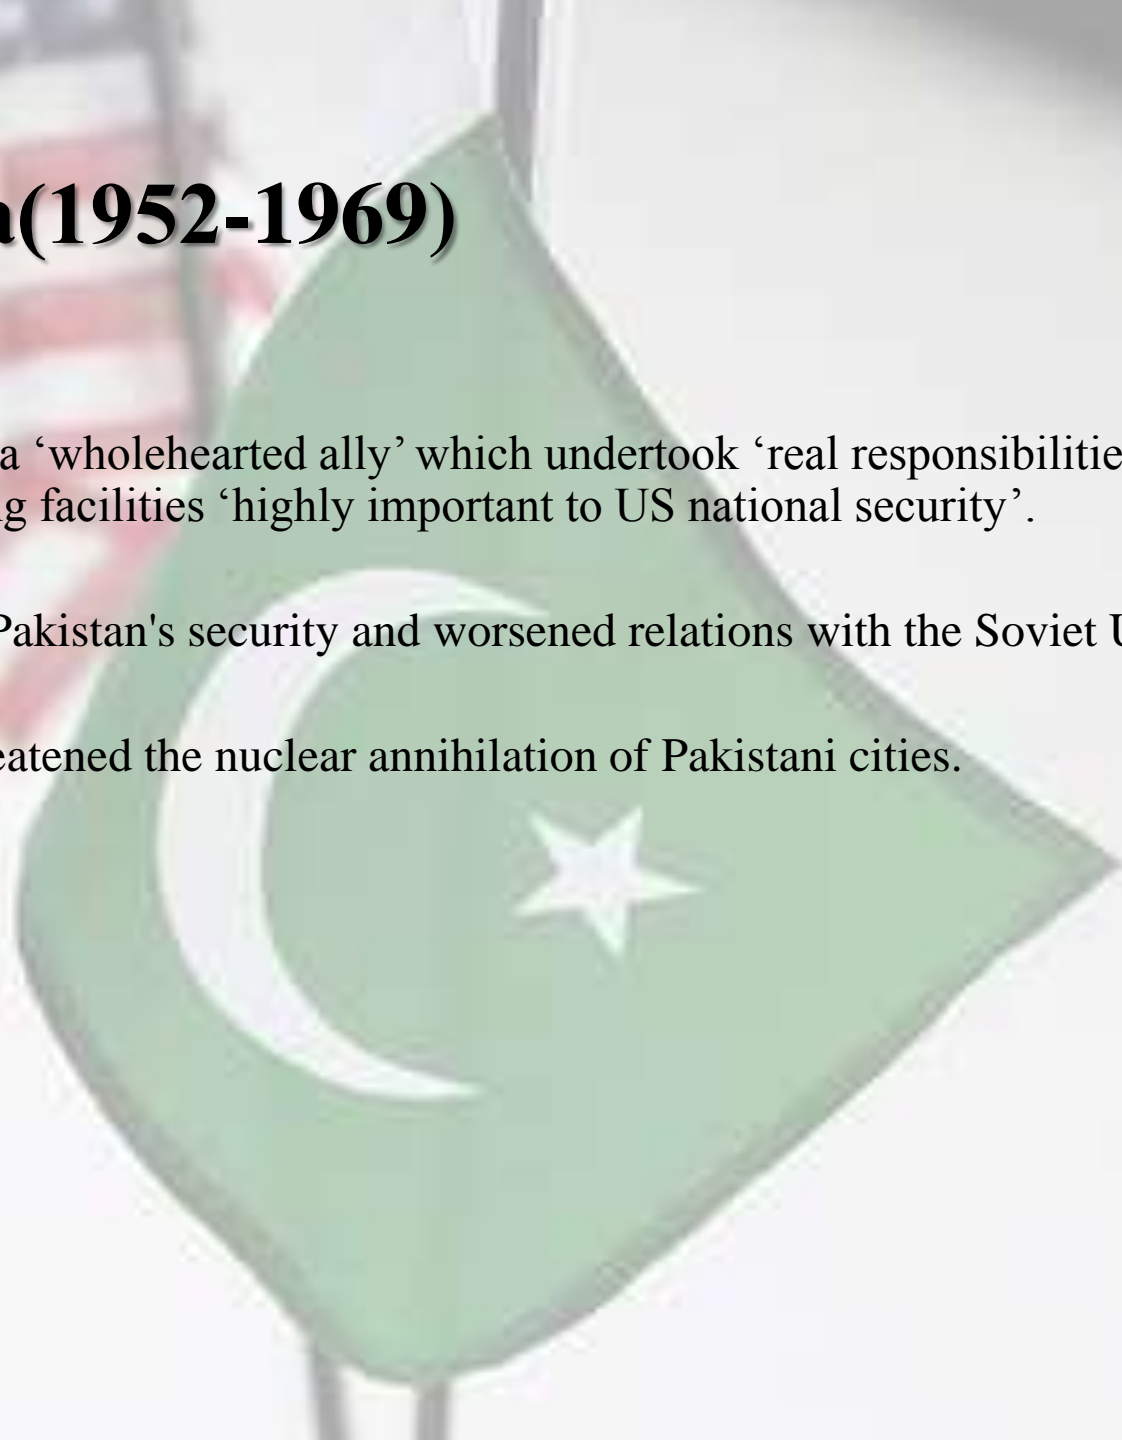 a(1952-1969)
a ‘wholehearted ally’ which undertook ‘real responsibilitie
g facilities ‘highly important to US national security’.
Pakistan's security and worsened relations with the Soviet U
eatened the nuclear annihilation of Pakistani cities.